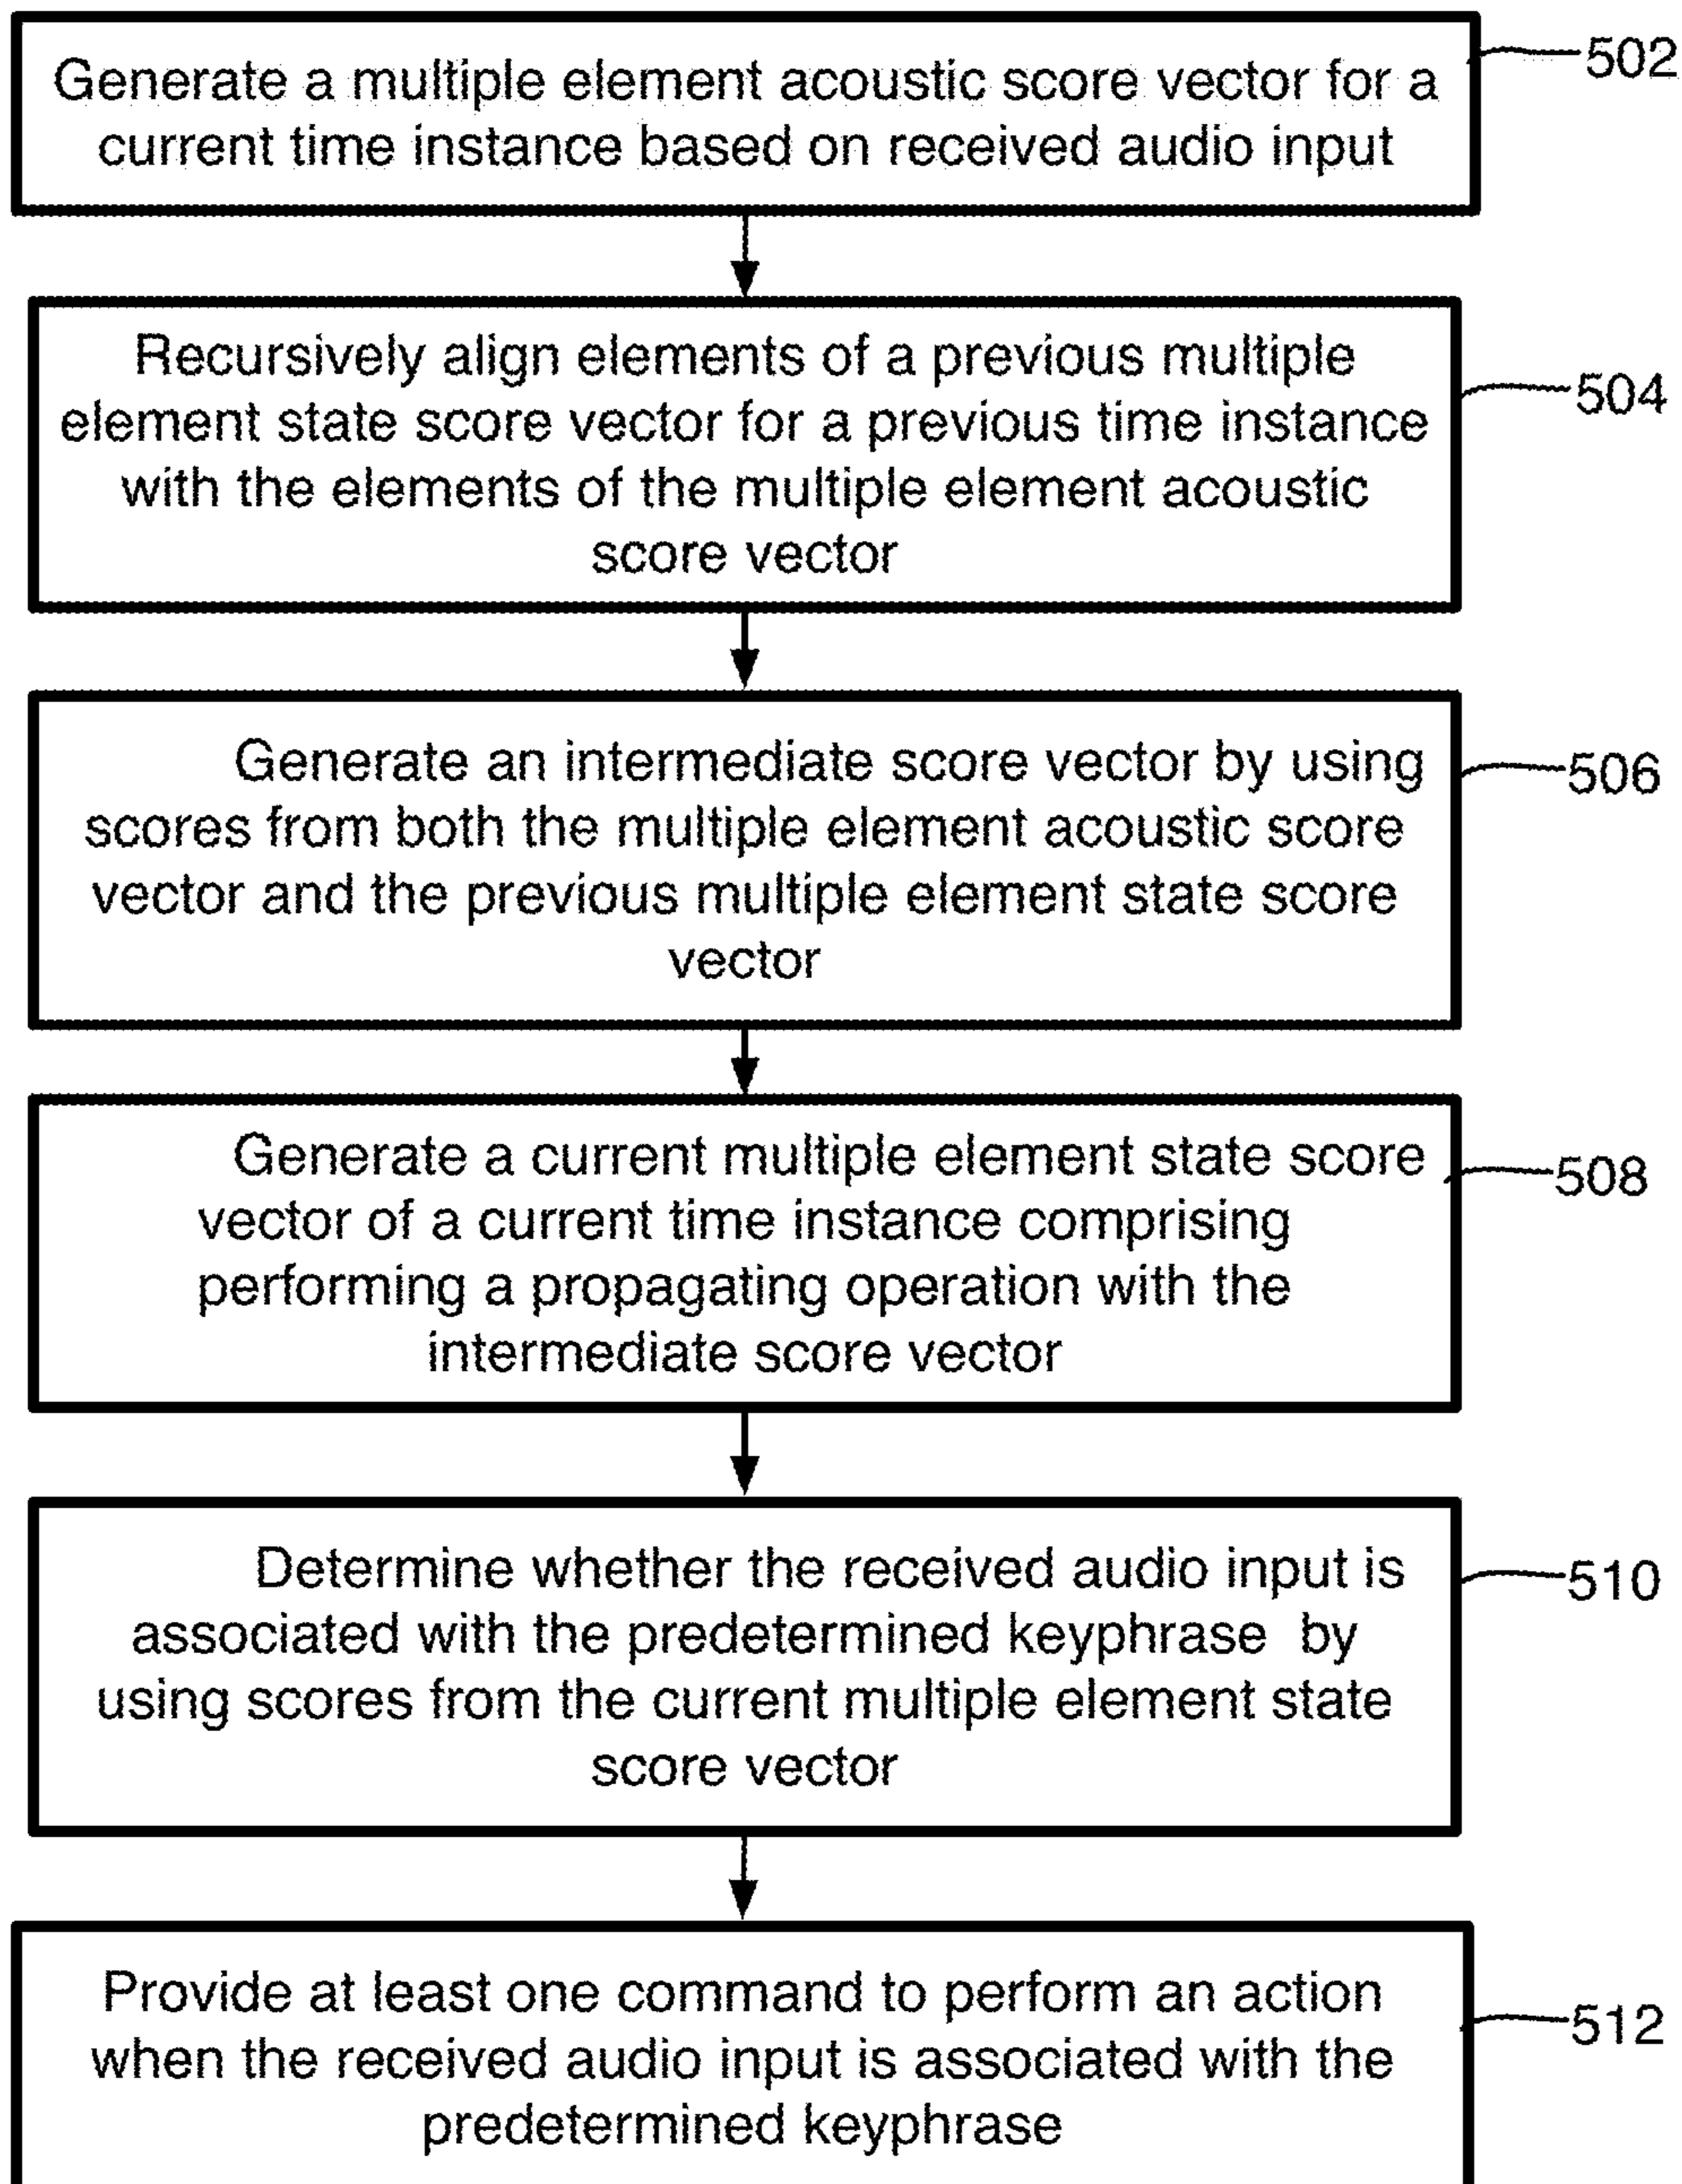 Generate a multiple element acoustic score vector for a
current time instance based on received audio input
502
Recursively align elements of a previous multiple
element state score vector for a previous time instance
with the elements of the multiple element acoustic
score vector
504
Generate an intermediate score vector by using
scores from both the multiple element acoustic score
vector and the previous multiple element state score
vector
506
Generate a current multiple element state score
vector of a current time instance comprising
performing a propagating operation with the
intermediate score vector
508
Determine whether the received audio input is
associated with the predetermined keyphrase by
using scores from the current multiple element state
score vector
510
Provide at least one command to perform an action
when the received audio input is associated with the
predetermined keyphrase
512